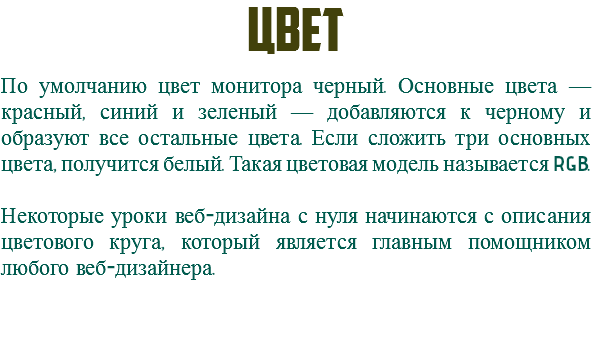 ЦВЕТ
По умолчанию цвет монитора черный. Основные цвета —
красный, синий и зеленый — добавляются к черному и
образуют все остальные цвета. Если сложить три основных
цвета, получится белый. Такая цветовая модель называется RGB.
Некоторые уроки веб-дизайна с нуля начинаются с описания
цветового круга, который является главным помощником
любого веб-дизайнера.